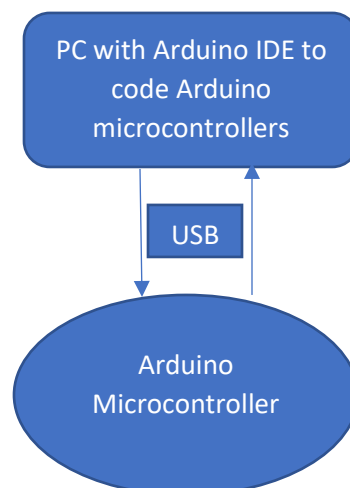 PC with Arduino IDE to
code Arduino
microcontrollers
USB
Arduino
Microcontroller